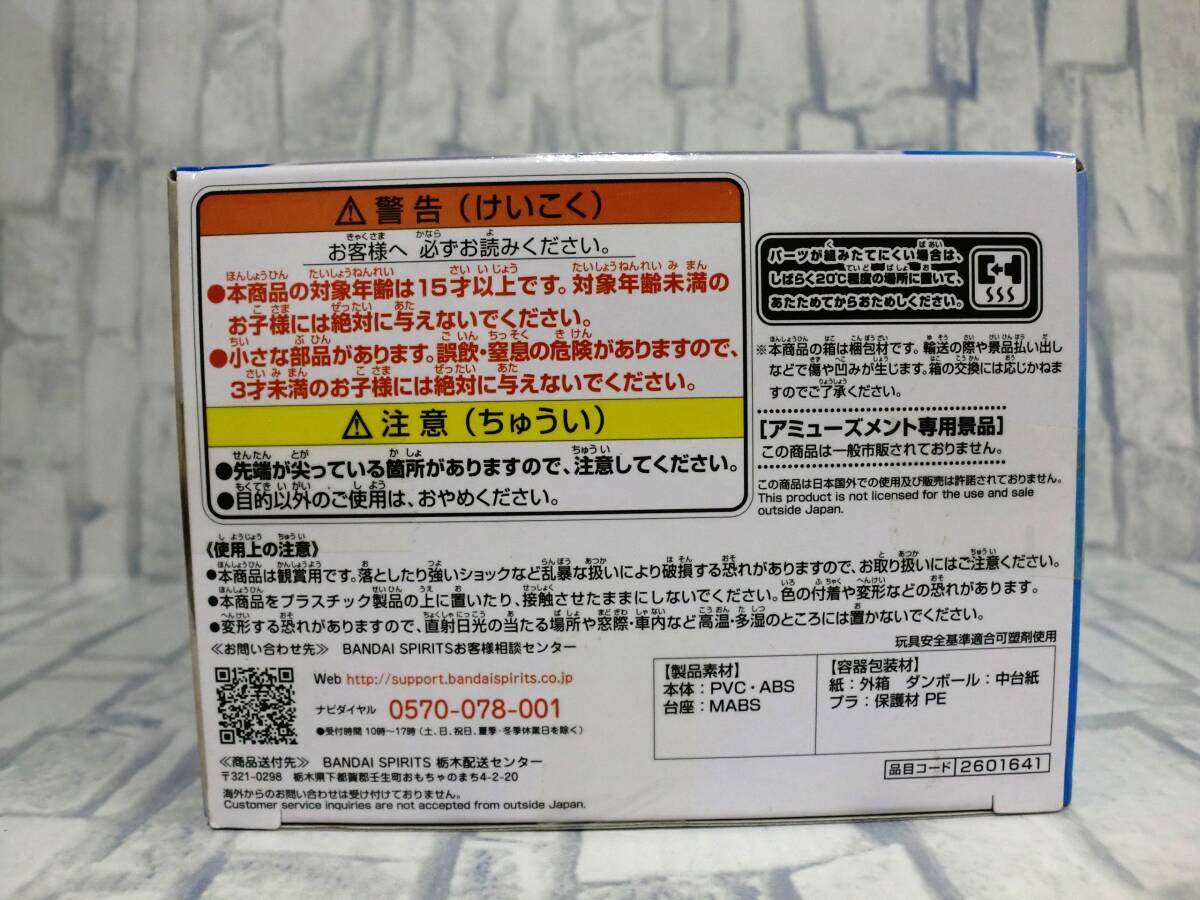 ⚠警告（けいこく）
お客様へ 必ずお読みください。
●本商品の対象年齢は15才以上です。対象年齢未満の
お子様には絶対に与えないでください。
●小さな部品があります。誤飲・窒息の危険がありますので、
3才未満のお子様には絶対に与えないでください。
⚠注意（ちゅうい）
●先端が尖っている箇所がありますので、注意してください。
●目的以外のご使用は、おやめください。
パーツが組みたてにくい場合は、
しばらく20℃程度の場所に置いて、
あたためてからおためしください。
※本商品の箱は梱包材です。輸送の際や景品払い出し
などで傷や凹みが生じます。箱の交換には応じかねま
すのでご了承ください。
[アミューズメント専用景品]
この商品は一般市販されておりません。
この商品は日本国外での使用及び販売は許諾されておりません。
This product is not licensed for the use and sale
outside Japan.
《使用上の注意》
●本商品は観賞用です。落としたり強いショックなど乱暴な扱いにより破損する恐れがありますので、お取り扱いにはご注意ください。
●本商品をプラスチック製品の上に置いたり、接触させたままにしないでください。色の付着や変形などの恐れがあります。
●変形する恐れがありますので、直射日光の当たる場所や窓際・車内など高温・多湿のところには置かないでください。
玩具安全基準適合可塑剤使用
≪お問い合わせ先≫ BANDAI SPIRITSお客様相談センター
Web http://support.bandaispirits.co.jp
ナビダイヤル 0570-078-001
●受付時間 10時〜17時（土、日、祝日、夏季・冬季休業日を除く）
≪商品送付先≫ BANDAI SPIRITS 栃木配送センター
〒321-0298 栃木県下都賀郡壬生町おもちゃのまち4-2-20
海外からのお問い合わせは受け付けておりません。
Customer service inquiries are not accepted from outside Japan.
【製品素材】
本体：PVC・ABS
台座：MABS
【容器包装材】
紙：外箱 ダンボール：中台紙
プラ：保護材 PE
品目コード 2601641